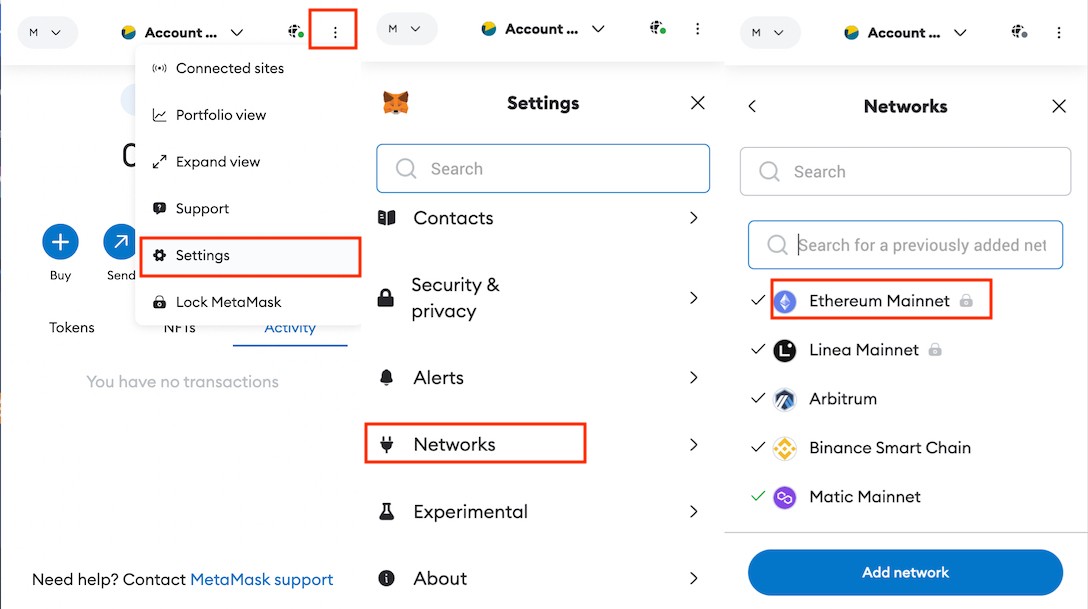 M
Account ...
Connected sites
Portfolio view
Expand view
Support
Settings
Lock MetaMask
Buy
Send
Tokens
NFTs
Activity
You have no transactions
Need help? Contact MetaMask support
M
Account ...
Settings
Search
Contacts
Security &
privacy
Alerts
Networks
Experimental
About
M
Account ...
Networks
Search
Search for a previously added net
Ethereum Mainnet
Linea Mainnet
Arbitrum
Binance Smart Chain
Matic Mainnet
Add network